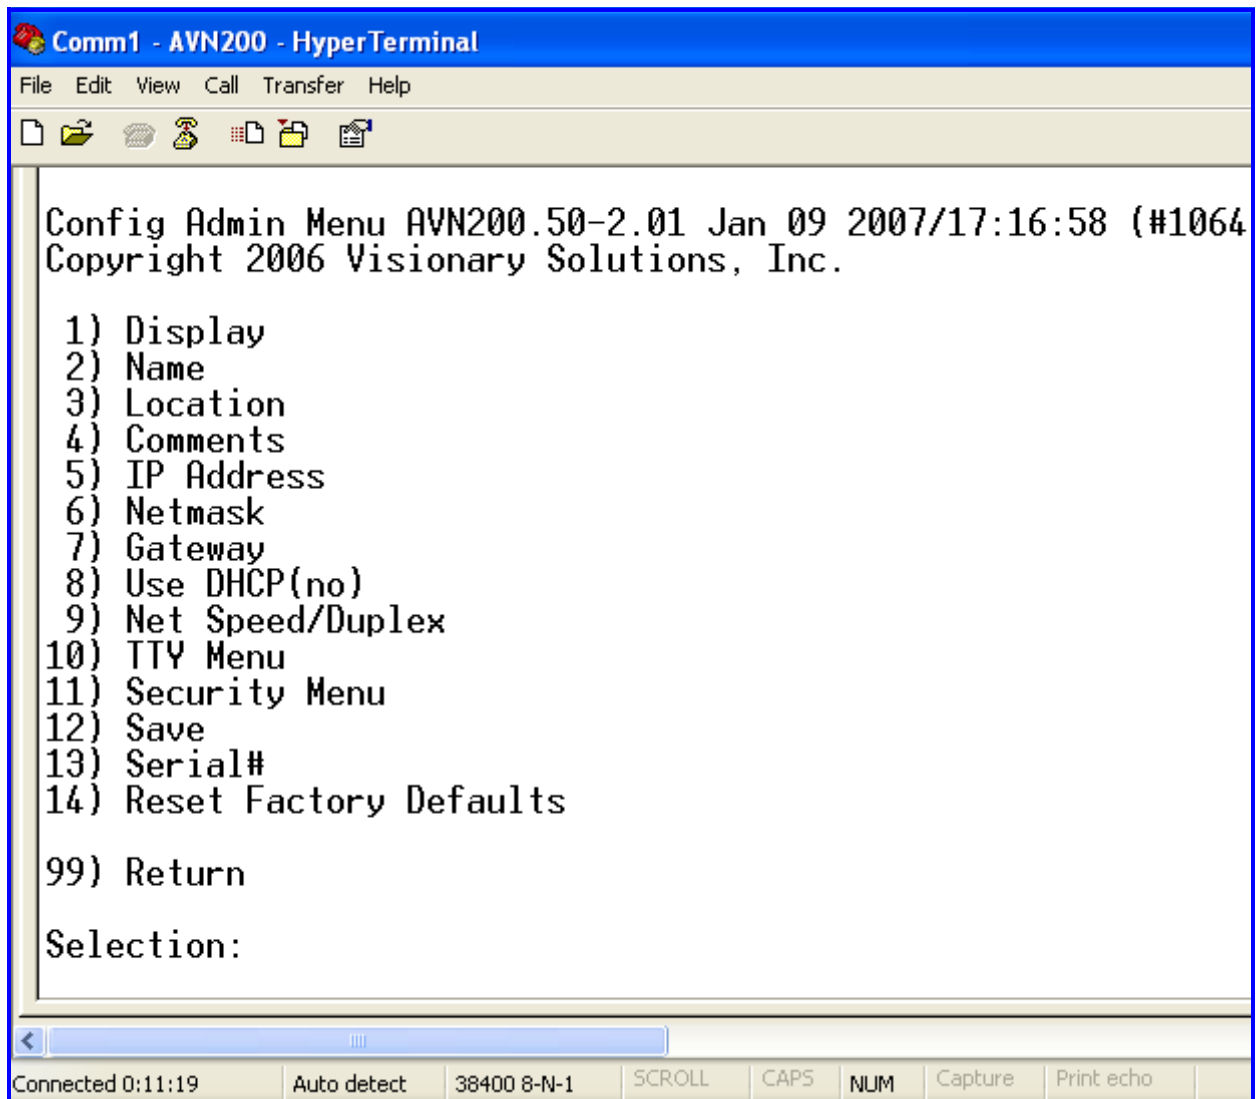 Comm1 - AVN200 - HyperTerminal
File Edit View Call Transfer Help
Config Admin Menu AVN200.50-2.01 Jan 09 2007/17:16:58 (#1064
Copyright 2006 Visionary Solutions, Inc.
1) Display
2) Name
3) Location
4) Comments
5) IP Address
6) Netmask
7) Gateway
8) Use DHCP(no)
9) Net Speed/Duplex
10) TTY Menu
11) Security Menu
12) Save
13) Serial#
14) Reset Factory Defaults
99) Return
Selection:
Connected 0:11:19 Auto detect 38400 8-N-1 SCROLL CAPS NUM Capture Print echo